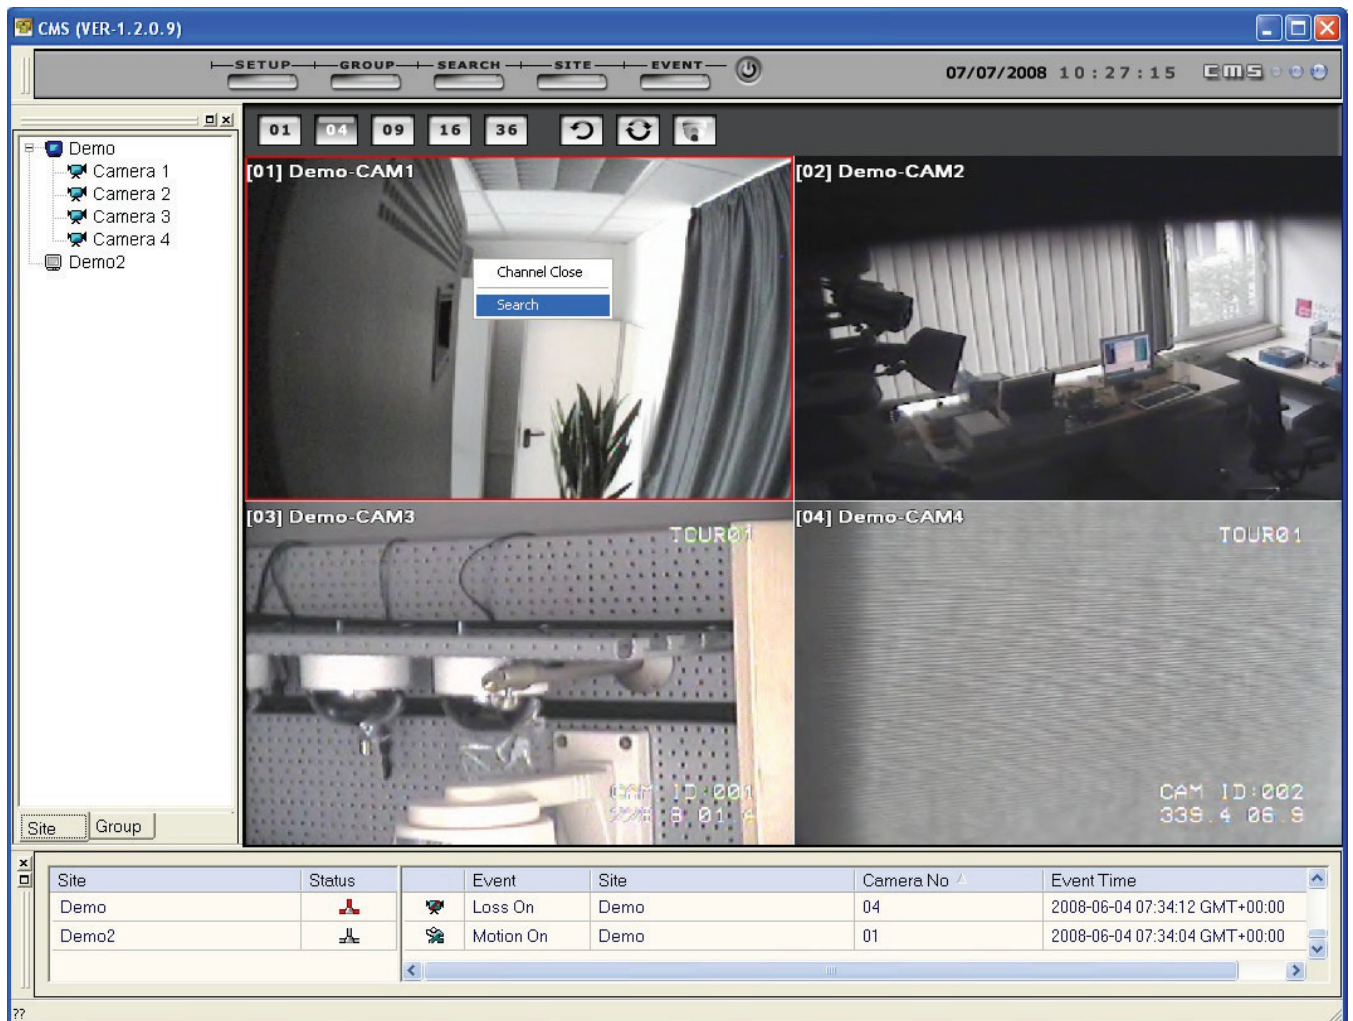 CMS (VER-1.2.0.9)
SETUP GROUP SEARCH SITE EVENT
07/07/2008 10:27:15 CMS
01 04 09 16 36
Demo
Camera 1
Camera 2
Camera 3
Camera 4
Demo2
[01] Demo-CAM1
Channel Close
Search
[02] Demo-CAM2
[03] Demo-CAM3
TOUR01
CAM ID:001
[04] Demo-CAM4
TOUR01
CAM ID:002
339.4 06.9
Site Group
Site Status Event Site Camera No Event Time
Demo Loss On Demo 04 2008-06-04 07:34:12 GMT+00:00
Demo2 Motion On Demo 01 2008-06-04 07:34:04 GMT+00:00
??